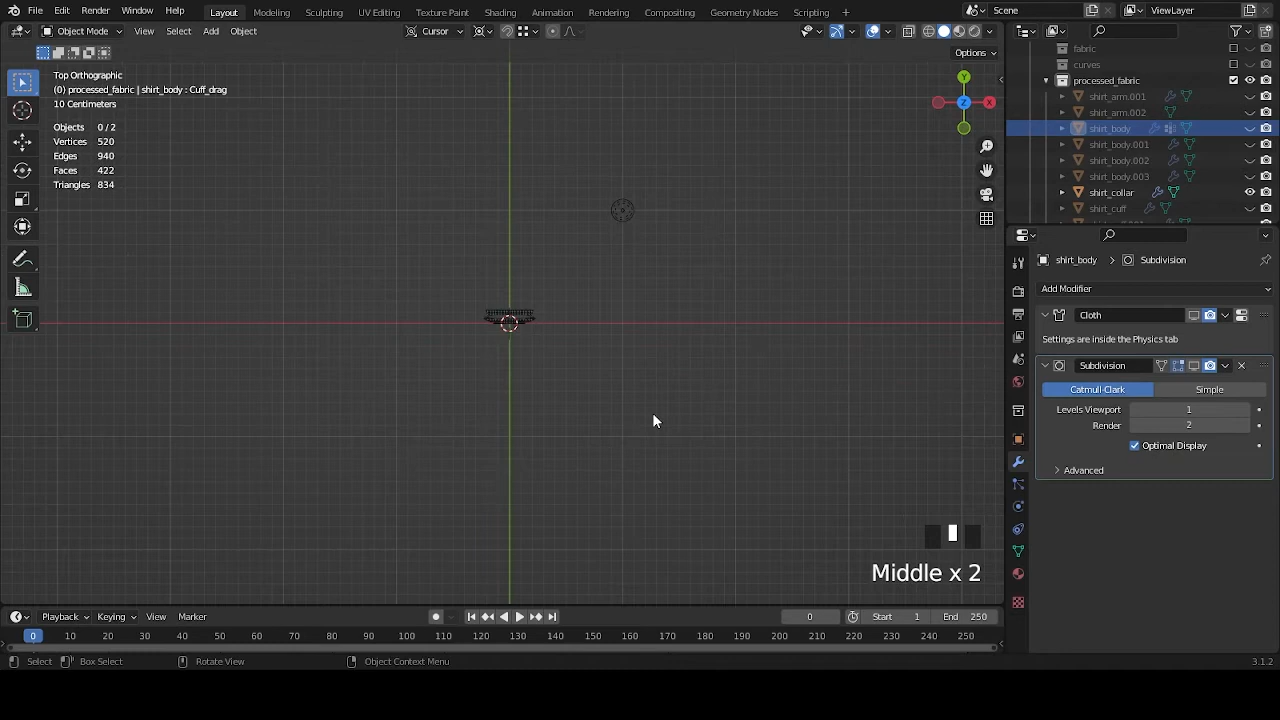 File Edit Render Window Help Layout Modeling Sculpting UV Editing Texture Paint Shading Animation Rendering Compositing Geometry Nodes Scripting + Scene ViewLayer
Object Mode View Select Add Object Cursor
Options
Top Orthographic
(0) processed_fabric | shirt_body : Cuff_drag
10 Centimeters
Objects 0 / 2
Vertices 520
Edges 940
Faces 422
Triangles 834
Y
X
Z
fabric
curves
processed_fabric
shirt_arm.001
shirt_arm.002
shirt_body
shirt_body.001
shirt_body.002
shirt_body.003
shirt_collar
shirt_cuff
shirt_body > Subdivision
Add Modifier
Cloth
Settings are inside the Physics tab
Subdivision
Catmull-Clark Simple
Levels Viewport 1
Render 2
Optimal Display
Advanced
Middle x 2
Playback Keying View Marker 0 Start 1 End 250
0 10 20 30 40 50 60 70 80 90 100 110 120 130 140 150 160 170 180 190 200 210 220 230 240 250
Select Box Select Rotate View Object Context Menu 3.1.2